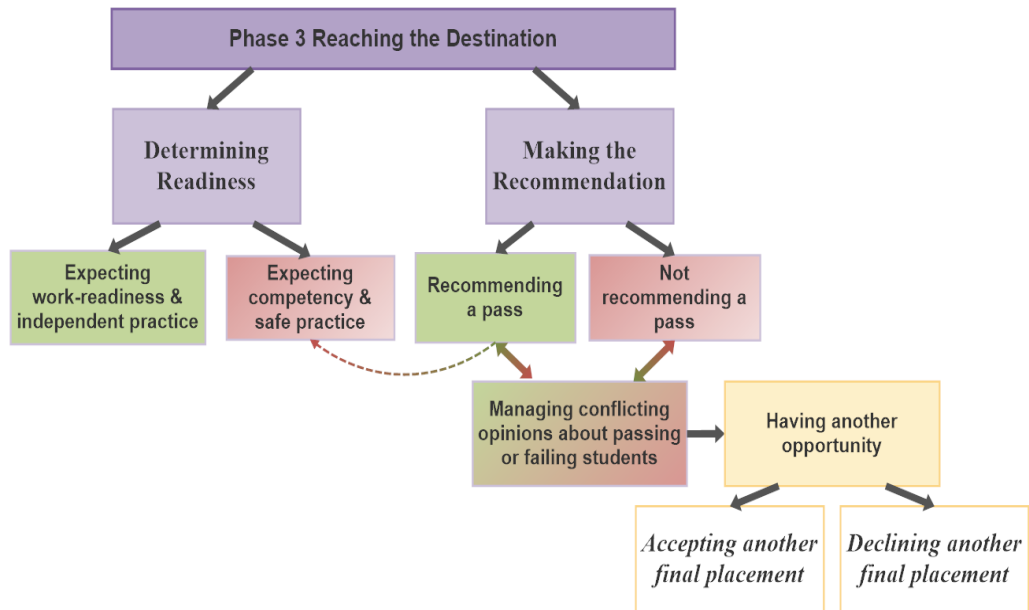 Phase 3 Reaching the Destination
Determining
Readiness
Making the
Recommendation
Expecting
work-readiness &
independent practice
Expecting
competency &
safe practice
Recommending
a pass
Not
recommending a
pass
Managing conflicting
opinions about passing
or failing students
Having another
opportunity
Accepting another
final placement
Declining another
final placement